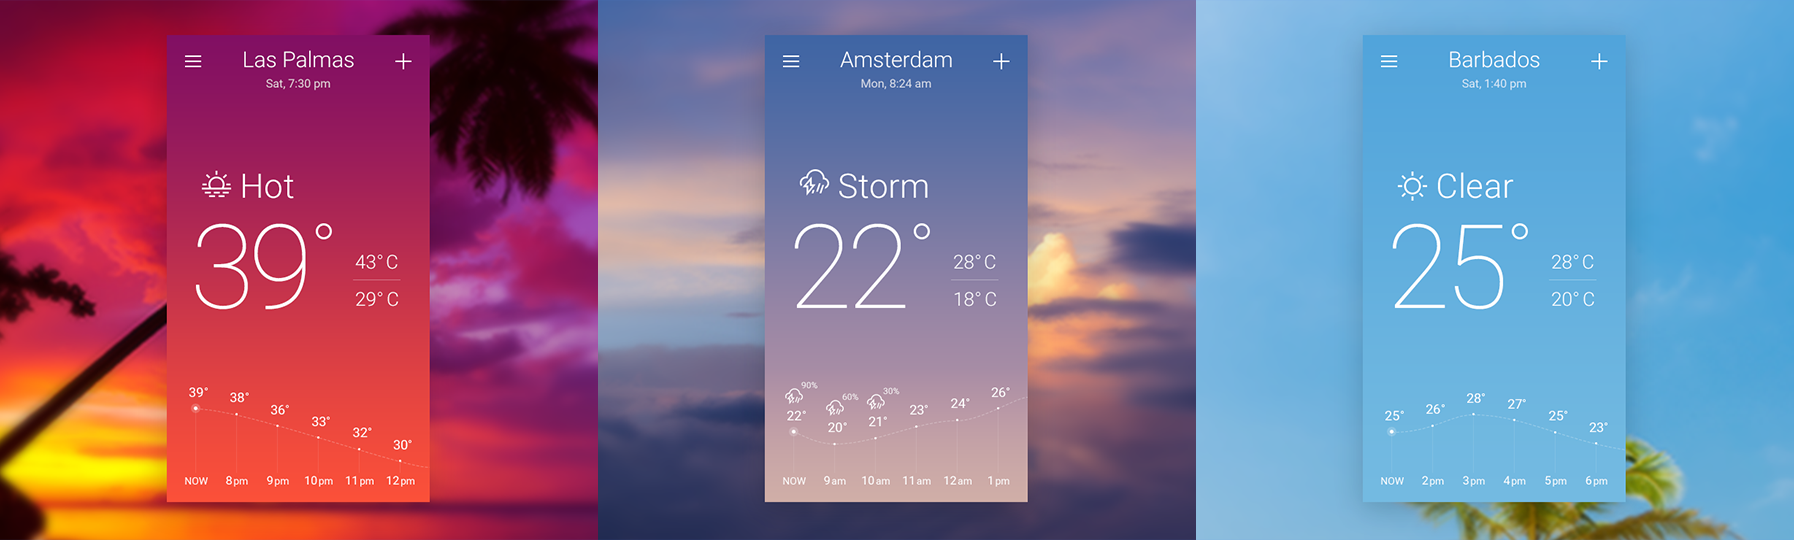 Las Palmas
Sat, 7:30 pm
Hot
39°
43° C
29° C
39° 38° 36° 33° 32° 30°
NOW 8pm 9pm 10pm 11pm 12pm
Amsterdam
Mon, 8:24 am
Storm
22°
28° C
18° C
90% 60% 30%
22° 20° 21° 23° 24° 26°
NOW 9am 10am 11am 12am 1pm
Barbados
Sat, 1:40 pm
Clear
25°
28° C
20° C
25° 26° 28° 27° 25° 23°
NOW 2pm 3pm 4pm 5pm 6pm